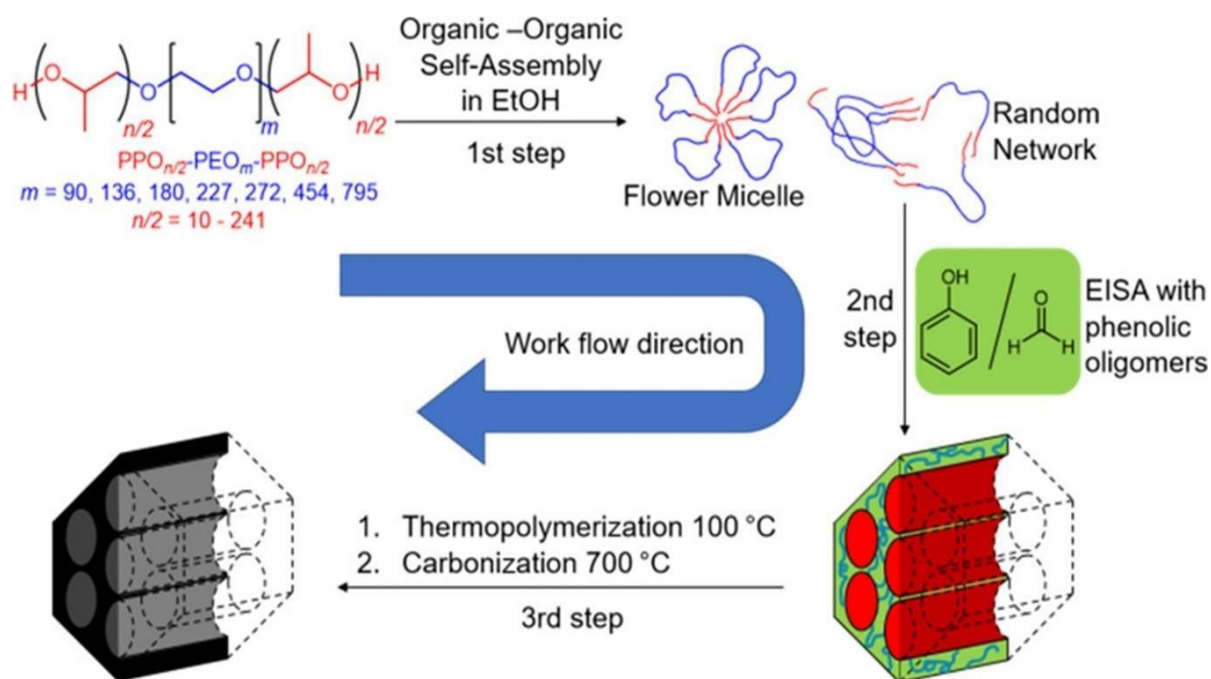 H(O)O[O]m(O)H
n/2 m n/2
PPOn/2-PEOm-PPOn/2
m = 90, 136, 180, 227, 272, 454, 795
n/2 = 10 - 241
Organic –Organic
Self-Assembly
in EtOH
1st step
Flower Micelle
Random
Network
2nd
step
OH
O
H H
EISA with
phenolic
oligomers
Work flow direction
1. Thermopolymerization 100 °C
2. Carbonization 700 °C
3rd step